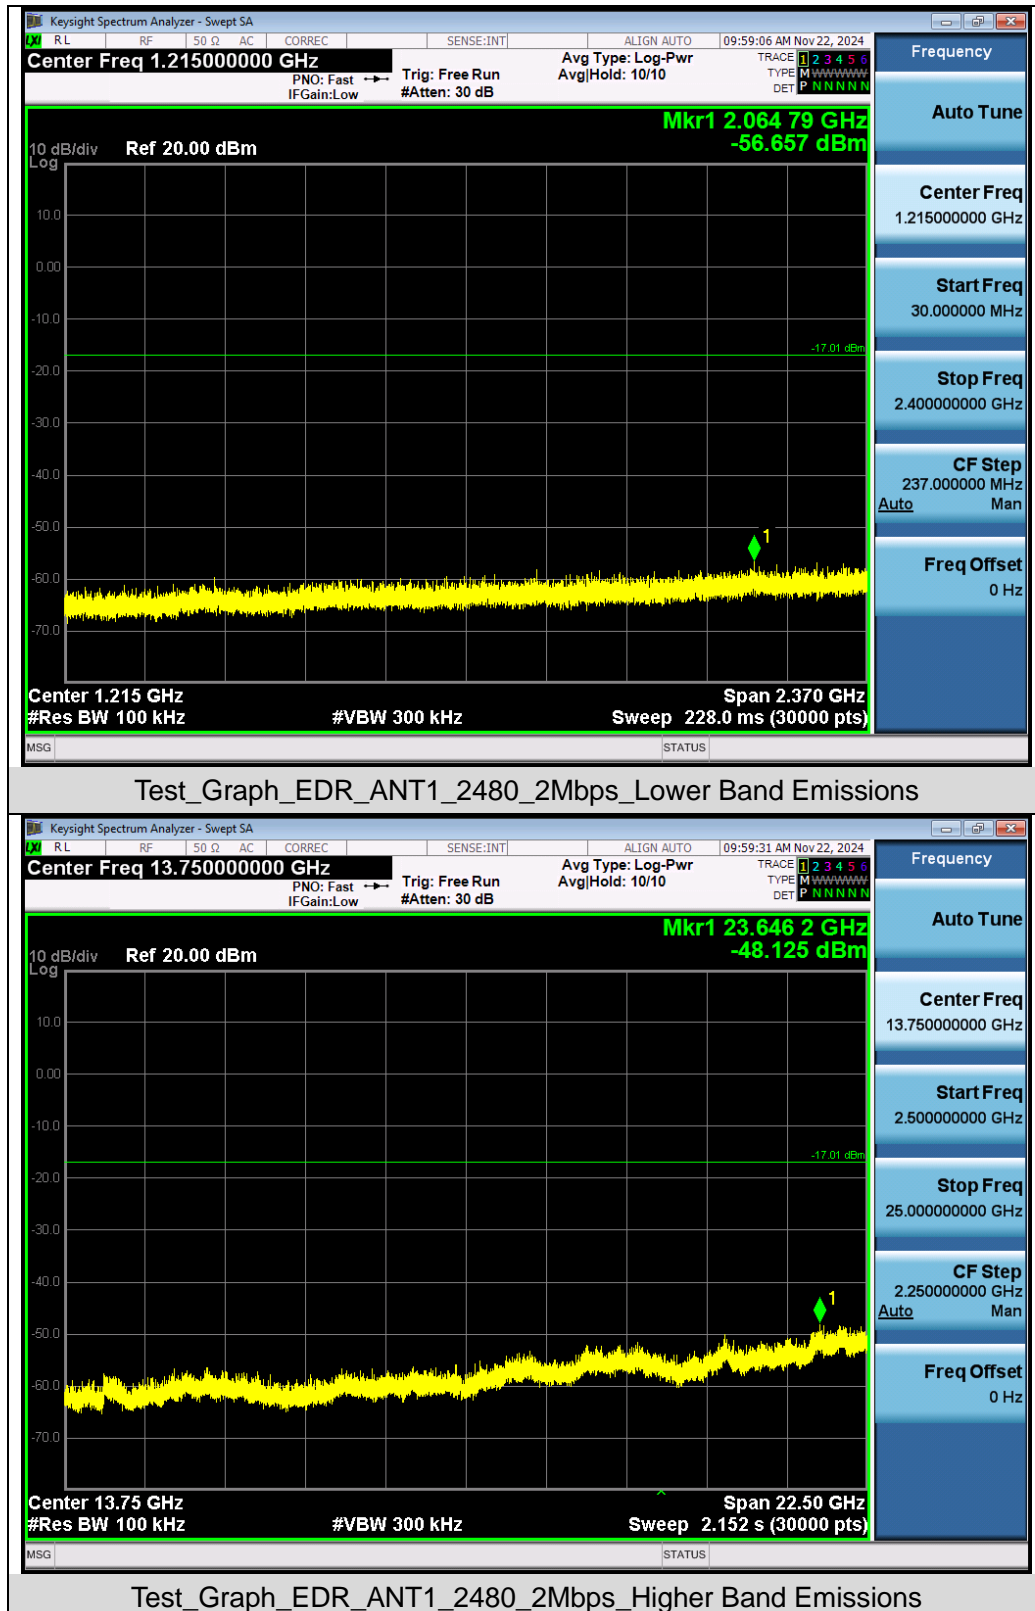 Keysight Spectrum Analyzer - Swept SA
LXI RL RF 50 Ω AC CORREC SENSE:INT ALIGN AUTO 09:59:06 AM Nov 22, 2024
Center Freq 1.215000000 GHz
PNO: Fast
IFGain:Low
Trig: Free Run
#Atten: 30 dB
Avg Type: Log-Pwr
Avg|Hold: 10/10
TRACE 1 2 3 4 5 6
TYPE M W W W W W
DET P N N N N N
Mkr1 2.064 79 GHz
-56.657 dBm
10 dB/div Ref 20.00 dBm
Log
10.0
0.00
-10.0
-17.01 dBm
-20.0
-30.0
-40.0
-50.0
1
-60.0
-70.0
Center 1.215 GHz Span 2.370 GHz
#Res BW 100 kHz #VBW 300 kHz Sweep 228.0 ms (30000 pts)
MSG STATUS
Frequency
Auto Tune
Center Freq
1.215000000 GHz
Start Freq
30.000000 MHz
Stop Freq
2.400000000 GHz
CF Step
237.000000 MHz
Auto Man
Freq Offset
0 Hz
Test_Graph_EDR_ANT1_2480_2Mbps_Lower Band Emissions
Keysight Spectrum Analyzer - Swept SA
LXI RL RF 50 Ω AC CORREC SENSE:INT ALIGN AUTO 09:59:31 AM Nov 22, 2024
Center Freq 13.750000000 GHz
PNO: Fast
IFGain:Low
Trig: Free Run
#Atten: 30 dB
Avg Type: Log-Pwr
Avg|Hold: 10/10
TRACE 1 2 3 4 5 6
TYPE M W W W W W
DET P N N N N N
Mkr1 23.646 2 GHz
-48.125 dBm
10 dB/div Ref 20.00 dBm
Log
10.0
0.00
-10.0
-17.01 dBm
-20.0
-30.0
-40.0
1
-50.0
-60.0
-70.0
Center 13.75 GHz Span 22.50 GHz
#Res BW 100 kHz #VBW 300 kHz Sweep 2.152 s (30000 pts)
MSG STATUS
Frequency
Auto Tune
Center Freq
13.750000000 GHz
Start Freq
2.500000000 GHz
Stop Freq
25.000000000 GHz
CF Step
2.250000000 GHz
Auto Man
Freq Offset
0 Hz
Test_Graph_EDR_ANT1_2480_2Mbps_Higher Band Emissions